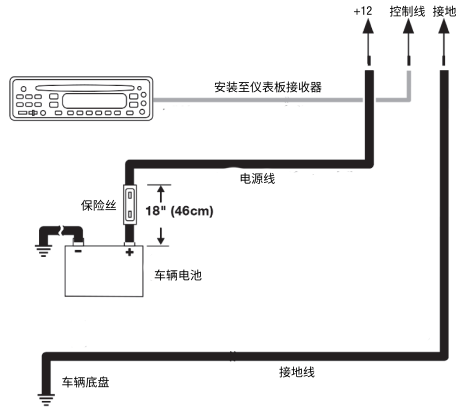 +12 控制线 接地
安装至仪表板接收器
电源线
保险丝
18" (46cm)
- +
车辆电池
接地线
车辆底盘